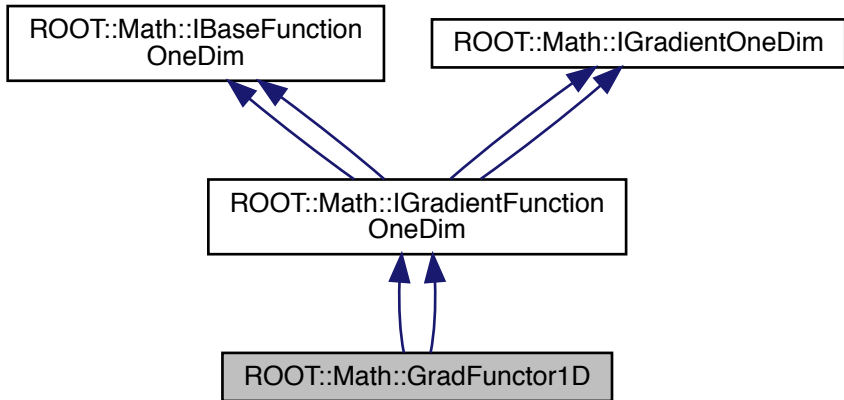 ROOT::Math::IBaseFunction
OneDim
ROOT::Math::IGradientOneDim
ROOT::Math::IGradientFunction
OneDim
ROOT::Math::GradFunctor1D